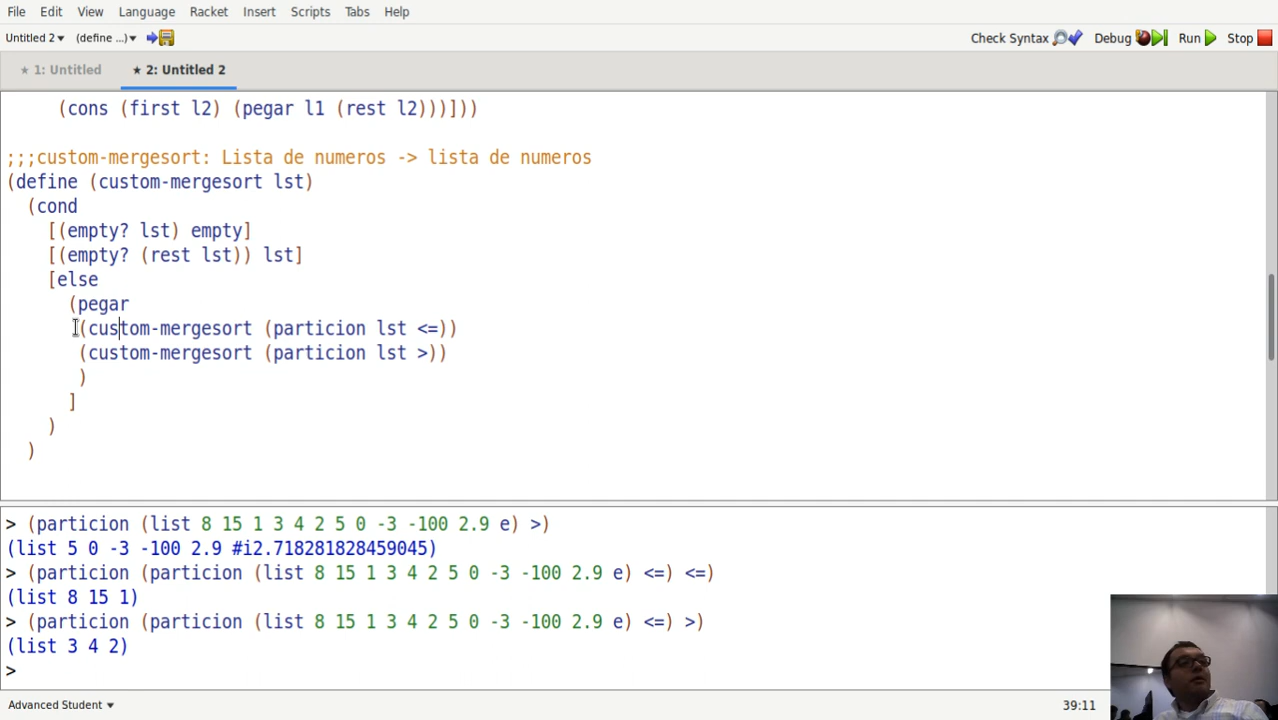 File Edit View Language Racket Insert Scripts Tabs Help
Untitled 2 (define ...) Check Syntax Debug Run Stop
★ 1: Untitled ★ 2: Untitled 2
(cons (first l2) (pegar l1 (rest l2)))]))
;;;custom-mergesort: Lista de numeros -> lista de numeros
(define (custom-mergesort lst)
(cond
[(empty? lst) empty]
[(empty? (rest lst)) lst]
[else
(pegar
(custom-mergesort (particion lst <=))
(custom-mergesort (particion lst >))
)
]
)
)
> (particion (list 8 15 1 3 4 2 5 0 -3 -100 2.9 e) >)
(list 5 0 -3 -100 2.9 #i2.718281828459045)
> (particion (particion (list 8 15 1 3 4 2 5 0 -3 -100 2.9 e) <=) <=)
(list 8 15 1)
> (particion (particion (list 8 15 1 3 4 2 5 0 -3 -100 2.9 e) <=) >)
(list 3 4 2)
>
Advanced Student 39:11